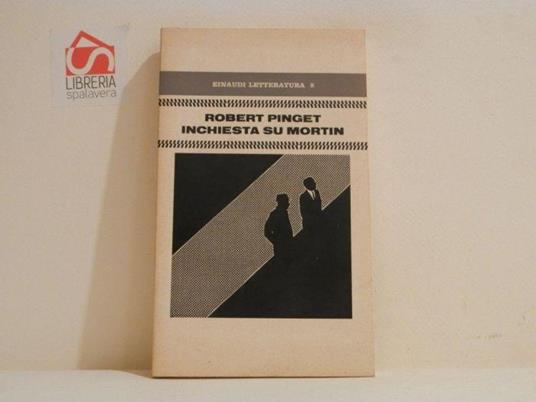 LIBRERIA
spalavera
EINAUDI LETTERATURA 8
ROBERT PINGET
INCHIESTA SU MORTIN